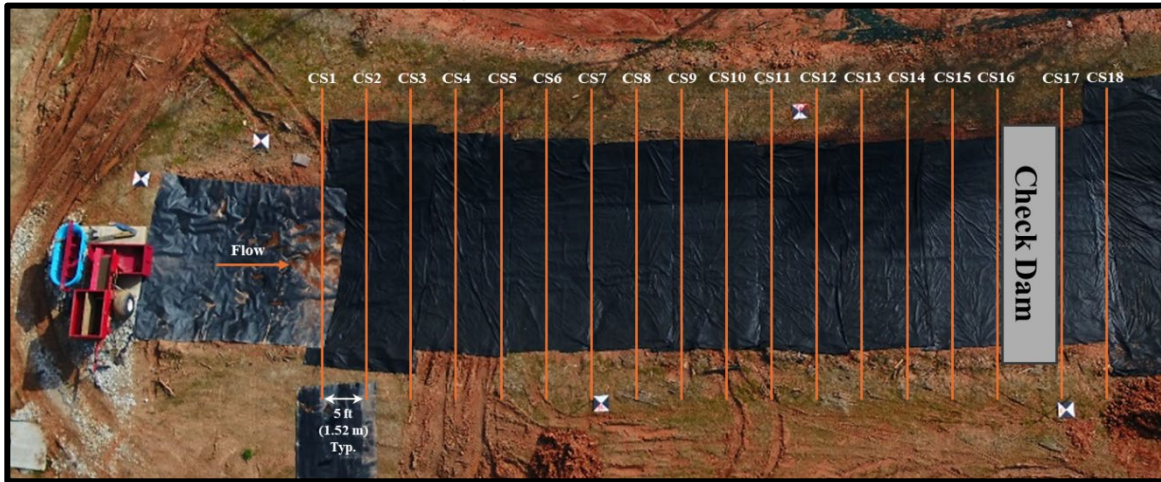 CS1 CS2 CS3 CS4 CS5 CS6 CS7 CS8 CS9 CS10 CS11 CS12 CS13 CS14 CS15 CS16 CS17 CS18
Flow
Check Dam
5 ft
(1.52 m)
Typ.